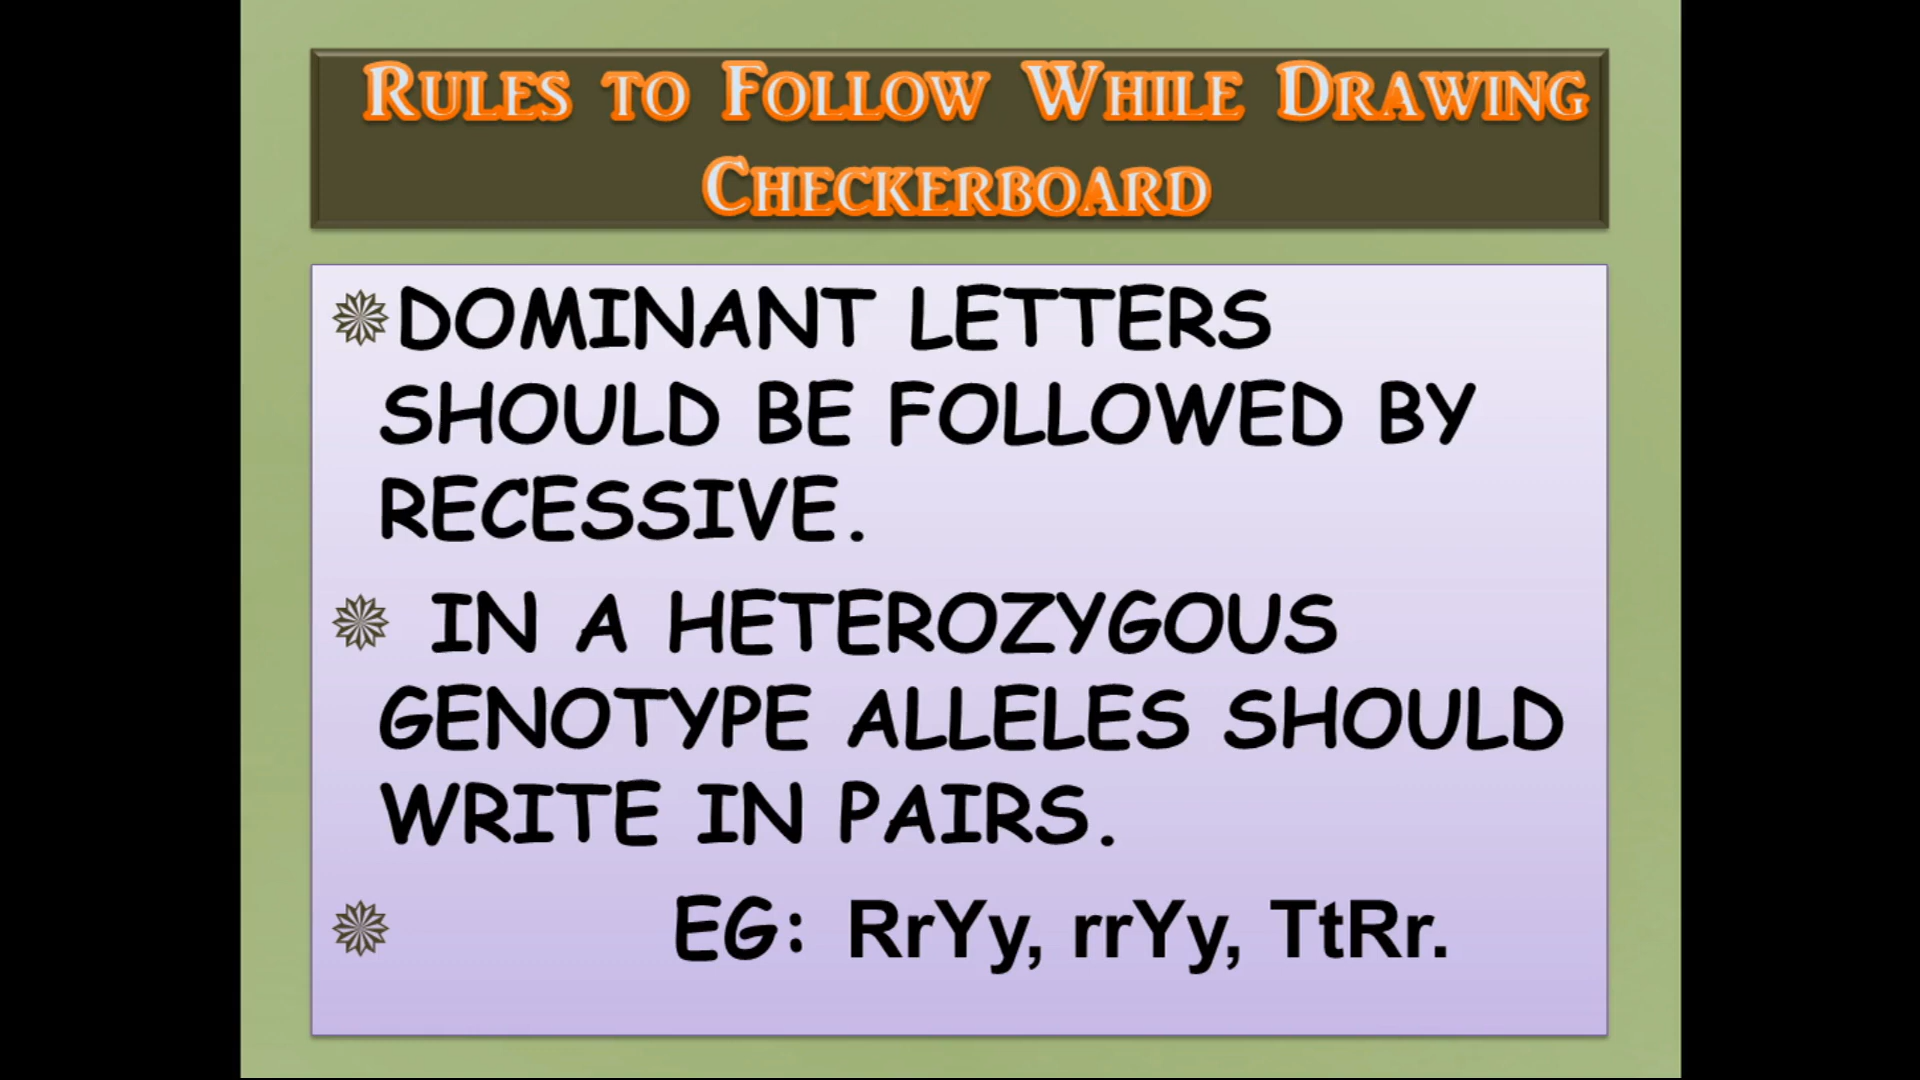 RULES TO FOLLOW WHILE DRAWING
CHECKERBOARD
DOMINANT LETTERS
SHOULD BE FOLLOWED BY
RECESSIVE.
IN A HETEROZYGOUS
GENOTYPE ALLELES SHOULD
WRITE IN PAIRS.
EG: RrYy, rrYy, TtRr.